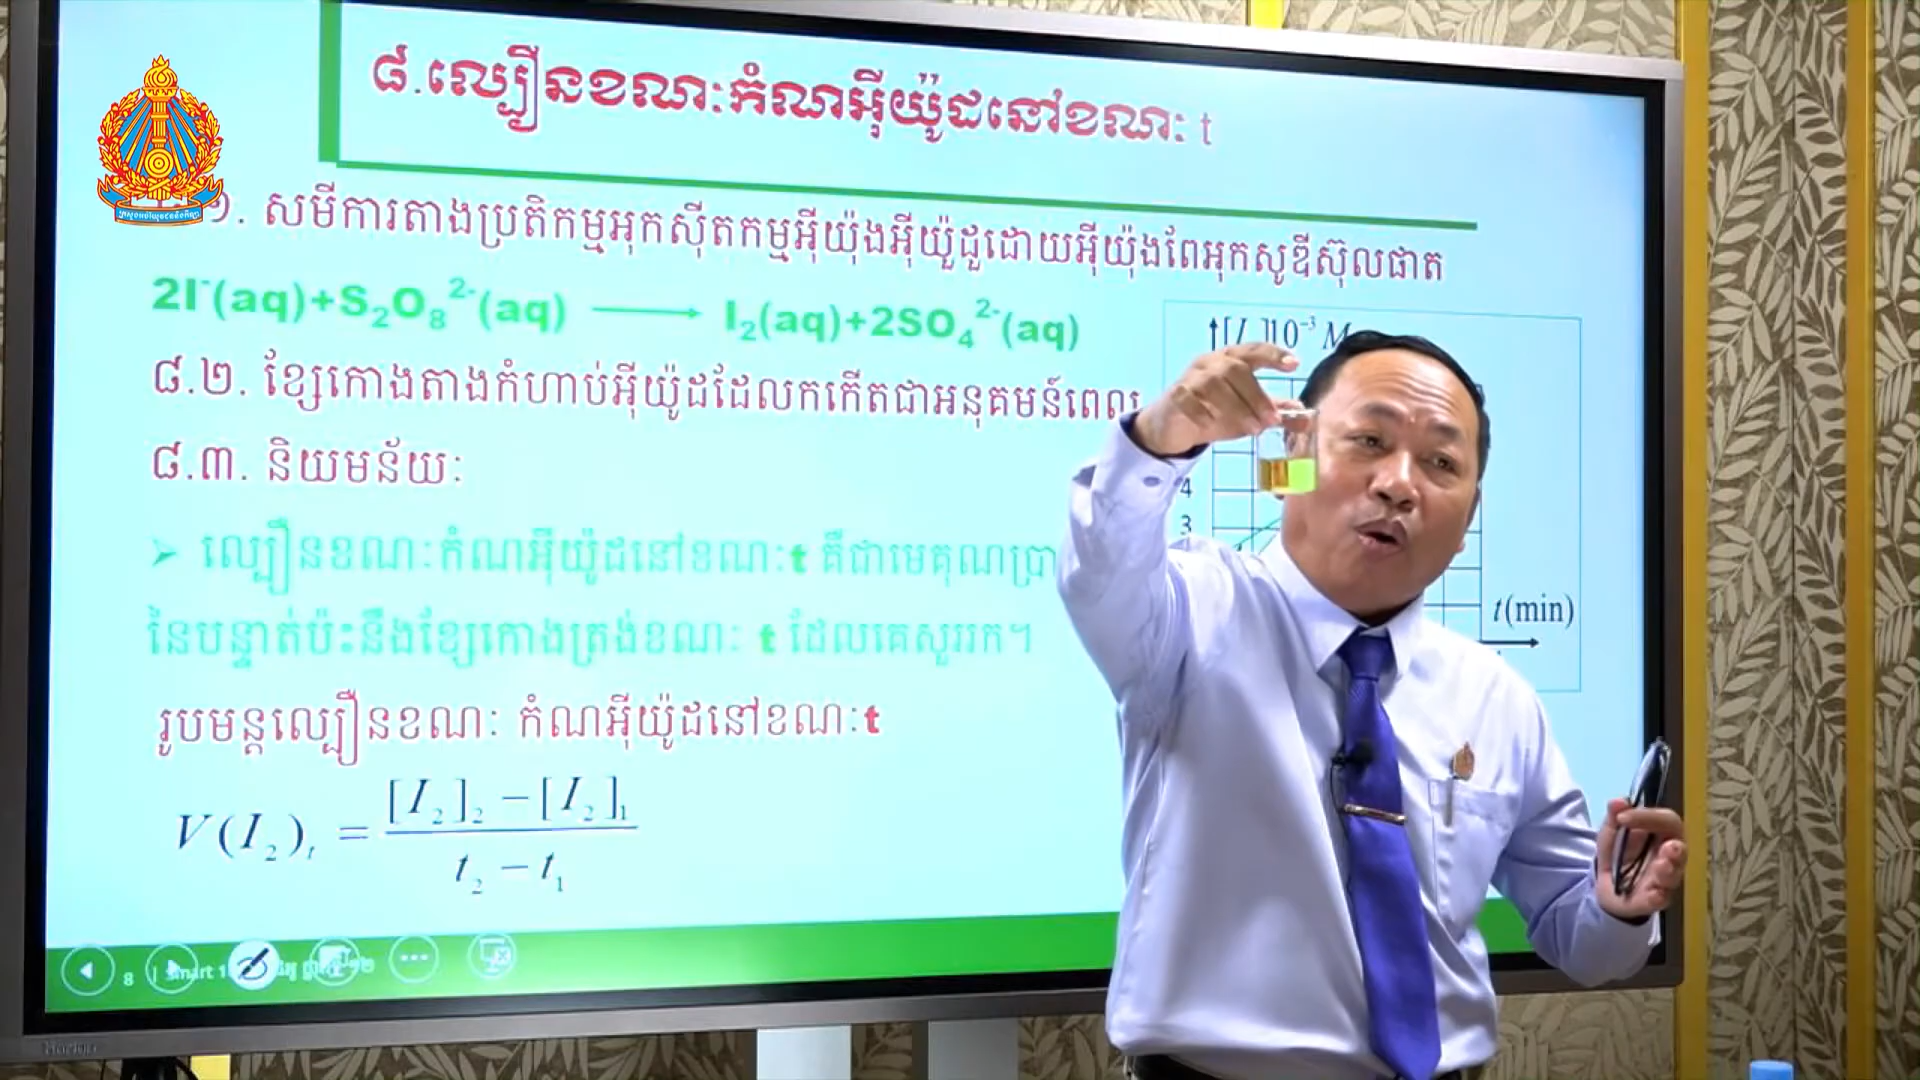 ៨.ល្បឿនខណៈកំណអ៊ីយ៉ូដនៅខណៈ t
១. សមីការតាងប្រតិកម្មអុកស៊ីតកម្មអ៊ីយ៉ុងអ៊ីយ៉ូដួដោយអ៊ីយ៉ុងពែអុកសូឌីស៊ុលផាត
2I⁻(aq)+S₂O₈²⁻(aq) ⟶ I₂(aq)+2SO₄²⁻(aq)
៨.២. ខ្សែកោងតាងកំហាប់អ៊ីយ៉ូដដែលកកើតជាអនុគមន៍ពេល
៨.៣. និយមន័យៈ
➤ ល្បឿនខណៈកំណអ៊ីយ៉ូដនៅខណៈt គឺជាមេគុណប្រា
នៃបន្ទាត់ប៉ះនឹងខ្សែកោងត្រង់ខណៈ t ដែលគេសួររក។
រូបមន្តល្បឿនខណៈ កំណអ៊ីយ៉ូដនៅខណៈt
V(I₂)ₜ = ([I₂]₂ − [I₂]₁) / (t₂ − t₁)
10⁻³ M
4
3
t(min)
8